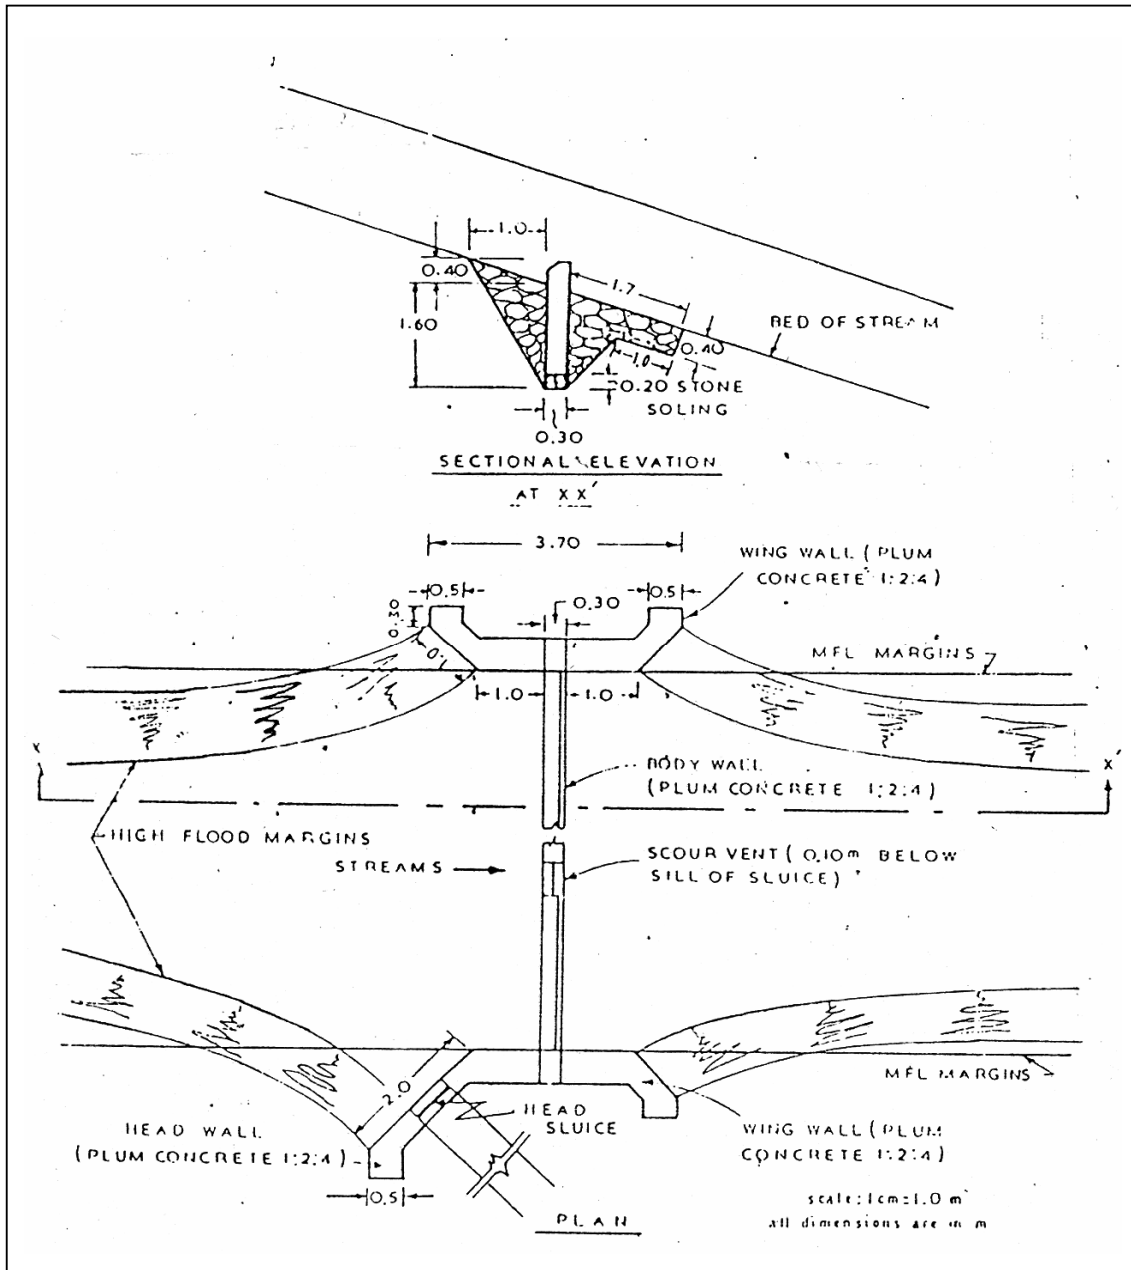 1.0
0.40
1.7
1.60
BED OF STREAM
0.40
1.0
0.20 STONE
SOLING
0.30
SECTIONAL ELEVATION
AT XX'
3.70
WING WALL (PLUM
CONCRETE 1:2:4)
0.5
0.30
0.5
0.30
MFL MARGINS
1.0
1.0
1.0
X
X'
BODY WALL
(PLUM CONCRETE 1:2:4)
HIGH FLOOD MARGINS
STREAMS
SCOUR VENT (0.10m BELOW
SILL OF SLUICE)
MFL MARGINS
2.0
HEAD
SLUICE
HEAD WALL
(PLUM CONCRETE 1:2:4)
WING WALL (PLUM
CONCRETE 1:2:4)
0.5
PLAN
scale: 1cm=1.0 m
all dimensions are in m